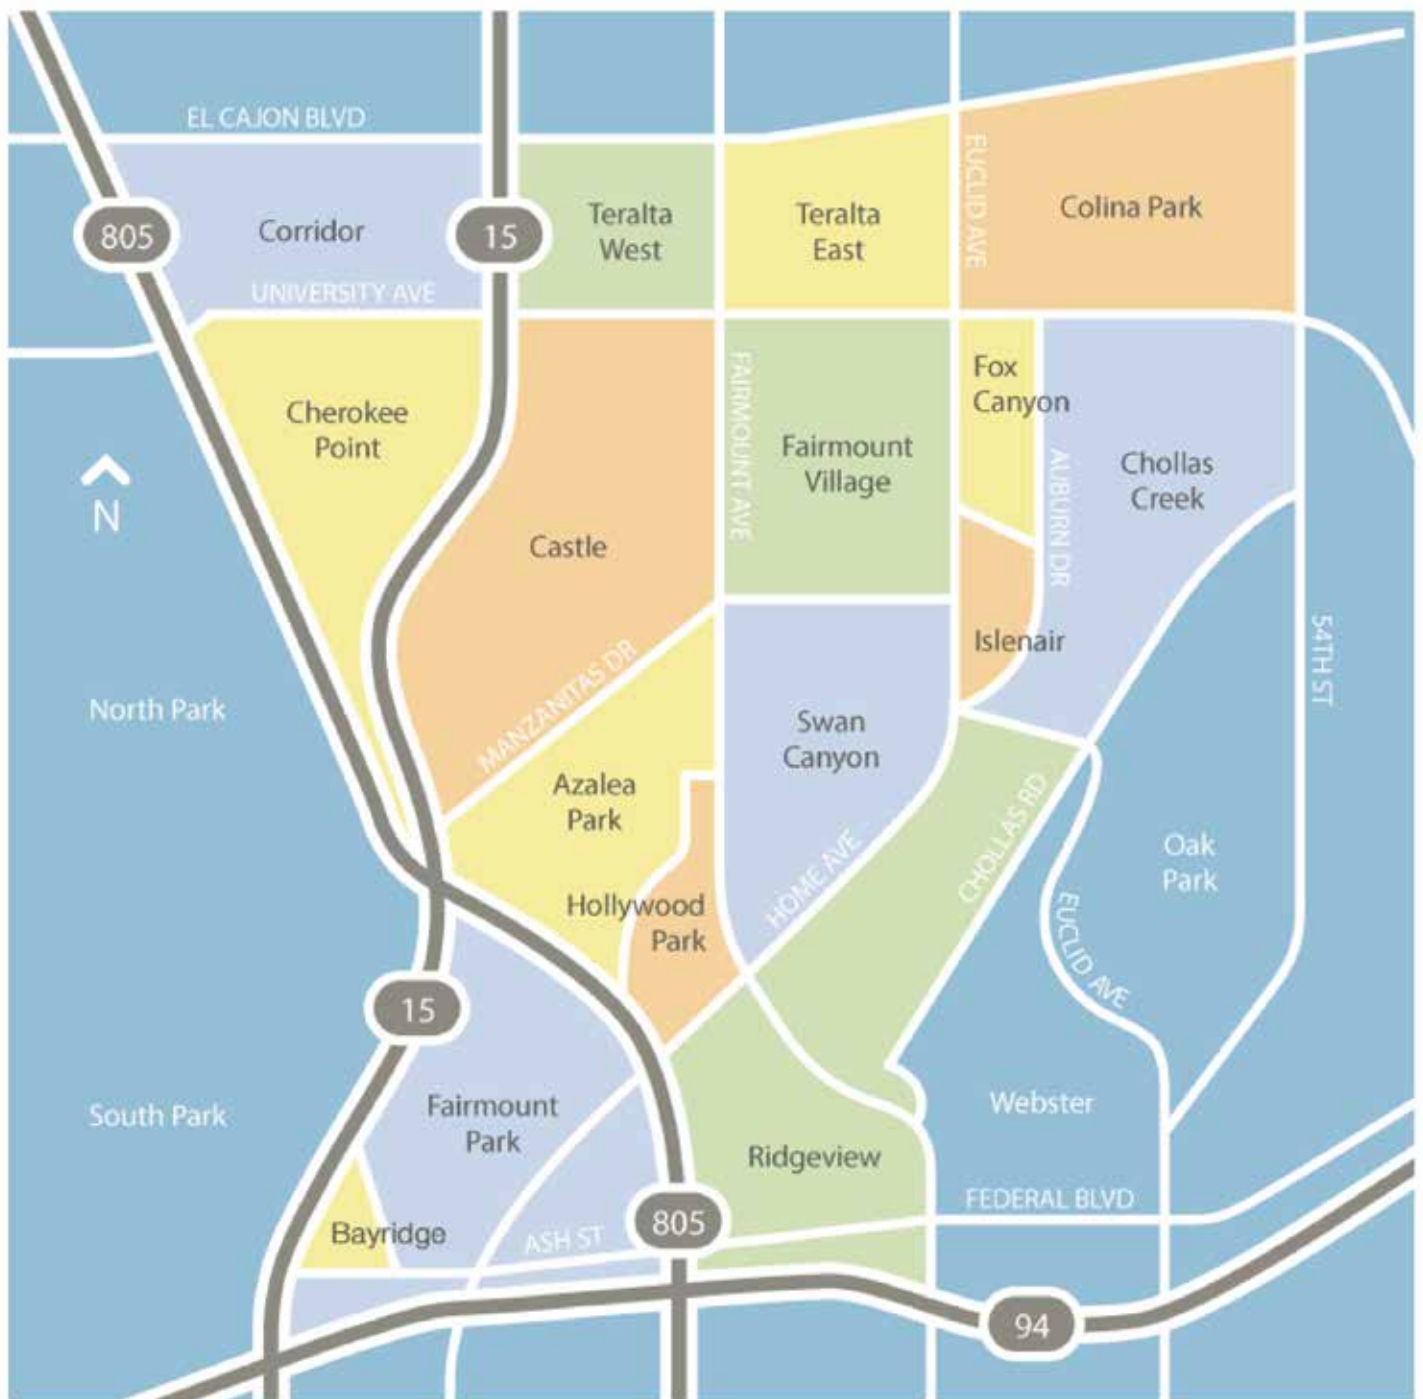 EL CAJON BLVD
805
Corridor
15
Teralta
West
Teralta
East
EUCLID AVE
Colina Park
UNIVERSITY AVE
Cherokee
Point
FAIRMOUNT AVE
Fairmount
Village
Fox
Canyon
AUBURN DR
Chollas
Creek
N
Castle
54TH ST
Islenair
North Park
MANZANITAS DR
Swan
Canyon
Azalea
Park
HOME AVE
CHOLLAS RD
Oak
Park
Hollywood
Park
EUCLID AVE
15
South Park
Fairmount
Park
Webster
Ridgeview
FEDERAL BLVD
Bayridge
ASH ST
805
94